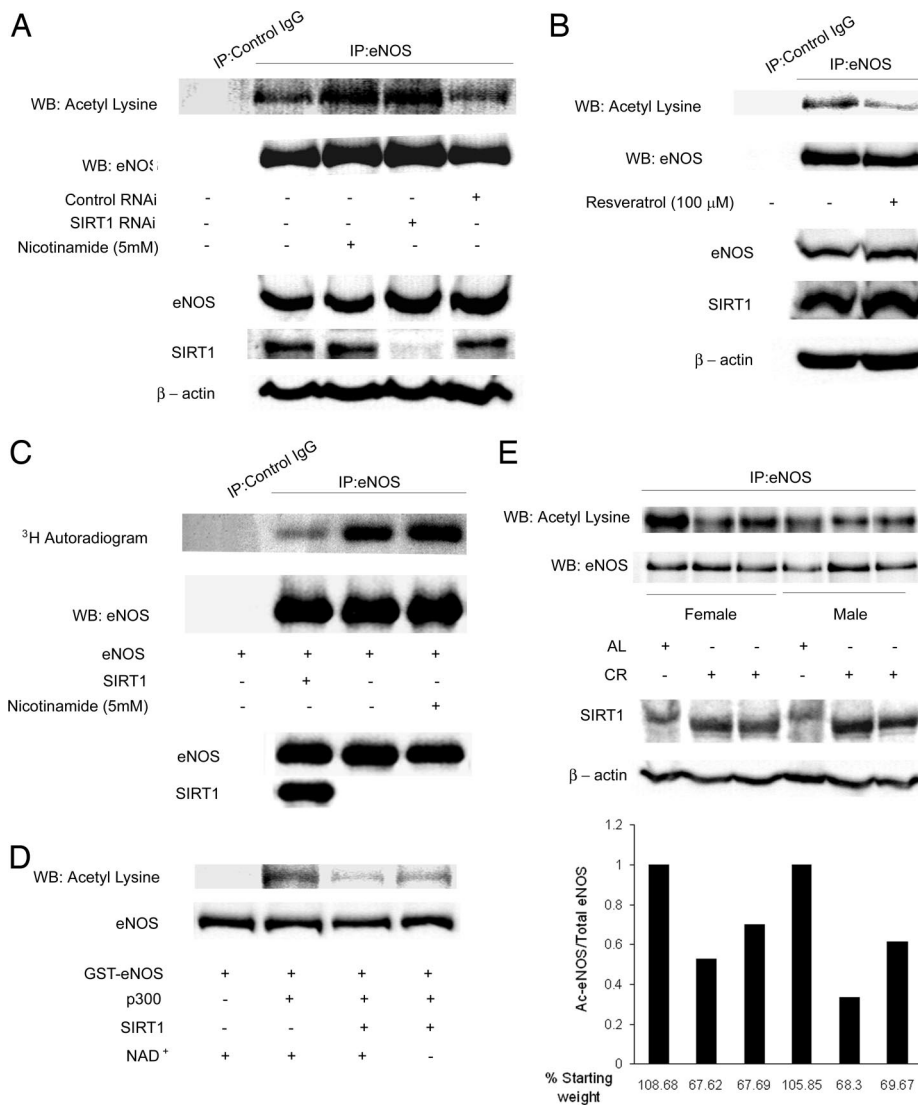 A
IP:Control IgG
IP:eNOS
WB: Acetyl Lysine
WB: eNOS
Control RNAi - - - - +
SIRT1 RNAi - - - + -
Nicotinamide (5mM) - - + - -
eNOS
SIRT1
β – actin
B
IP:Control IgG
IP:eNOS
WB: Acetyl Lysine
WB: eNOS
Resveratrol (100 µM) - - +
eNOS
SIRT1
β – actin
C
IP:Control IgG
IP:eNOS
³H Autoradiogram
WB: eNOS
eNOS + + + +
SIRT1 - + - -
Nicotinamide (5mM) - - - +
eNOS
SIRT1
D
WB: Acetyl Lysine
eNOS
GST-eNOS + + + +
p300 - + + +
SIRT1 - - + +
NAD⁺ + + + -
E
IP:eNOS
WB: Acetyl Lysine
WB: eNOS
Female Male
AL + - - + - -
CR - + + - + +
SIRT1
β – actin
Ac-eNOS/Total eNOS
1.2
1
0.8
0.6
0.4
0.2
0
% Starting weight
108.68 67.62 67.69 105.85 68.3 69.67